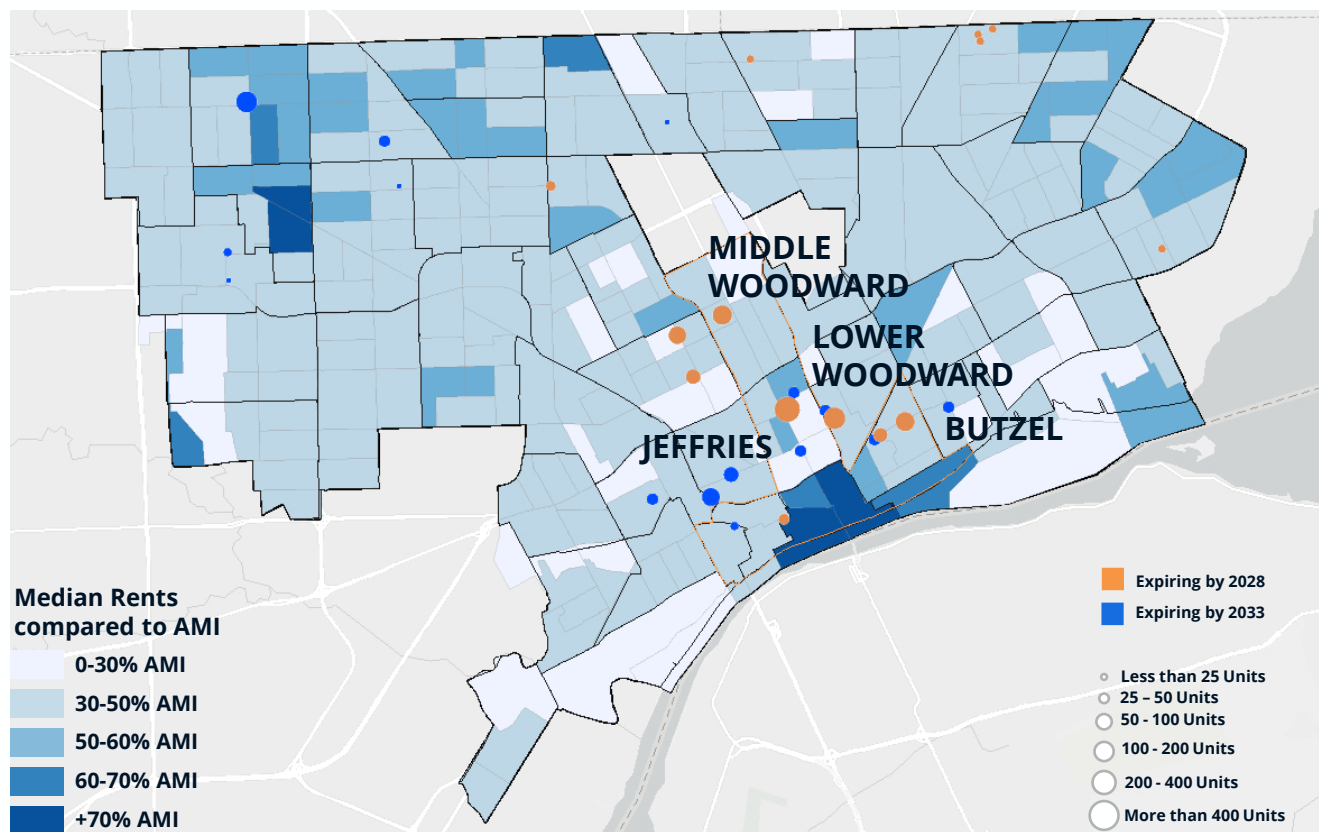 MIDDLE
WOODWARD
LOWER
WOODWARD
BUTZEL
JEFFRIES
Median Rents
compared to AMI
0-30% AMI
30-50% AMI
50-60% AMI
60-70% AMI
+70% AMI
Expiring by 2028
Expiring by 2033
Less than 25 Units
25 – 50 Units
50 - 100 Units
100 - 200 Units
200 - 400 Units
More than 400 Units